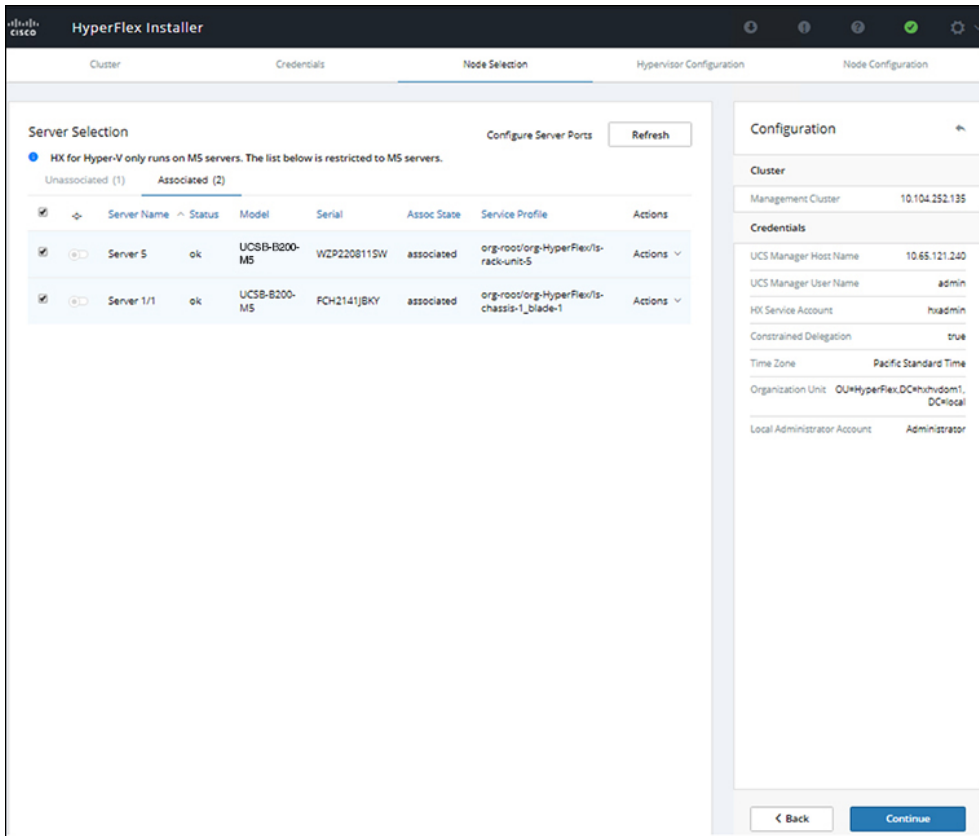 CISCO HyperFlex Installer
Cluster Credentials Node Selection Hypervisor Configuration Node Configuration
Server Selection
Configure Server Ports Refresh
HX for Hyper-V only runs on M5 servers. The list below is restricted to M5 servers.
Unassociated (1) Associated (2)
Server Name Status Model Serial Assoc State Service Profile Actions
Server 5 ok UCSB-B200-M5 WZP220811SW associated org-root/org-HyperFlex/ls-rack-unit-5 Actions
Server 1/1 ok UCSB-B200-M5 FCH2141JBKY associated org-root/org-HyperFlex/ls-chassis-1_blade-1 Actions
Configuration
Cluster
Management Cluster 10.104.252.135
Credentials
UCS Manager Host Name 10.65.121.240
UCS Manager User Name admin
HX Service Account hxadmin
Constrained Delegation true
Time Zone Pacific Standard Time
Organization Unit OU=HyperFlex,DC=hxhvdom1,
DC=local
Local Administrator Account Administrator
Back Continue